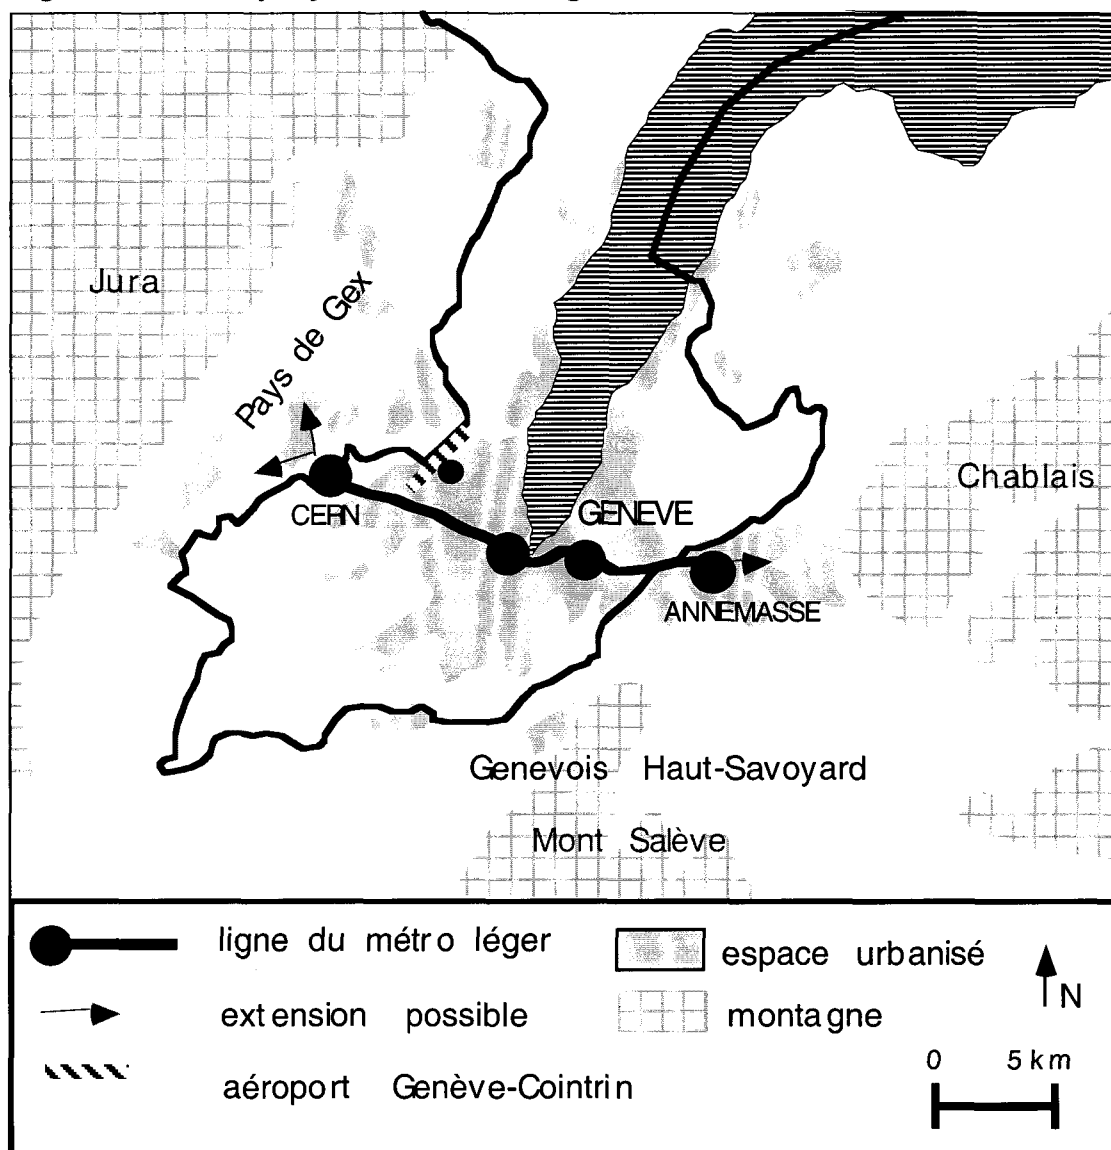 Jura
Pays de Gex
Chablais
CERN
GENEVE
ANNEMASSE
Genevois Haut-Savoyard
Mont Salève
ligne du métro léger
espace urbanisé
N
extension possible
montagne
0 5 km
aéroport Genève-Cointrin